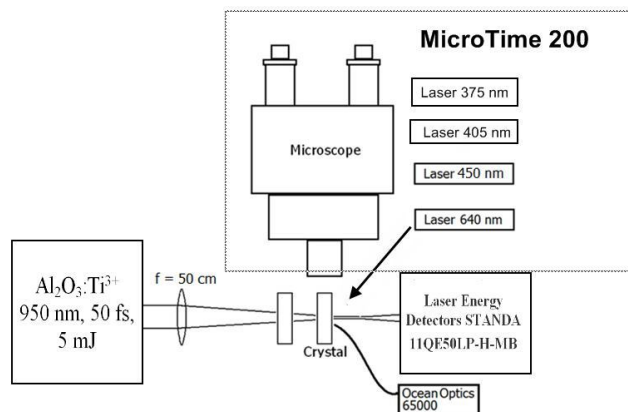 MicroTime 200
Laser 375 nm
Laser 405 nm
Microscope
Laser 450 nm
Laser 640 nm
Al₂O₃:Ti³⁺
950 nm, 50 fs,
5 mJ
f = 50 cm
Crystal
Laser Energy
Detectors STANDA
11QE50LP-H-MB
Ocean Optics
65000